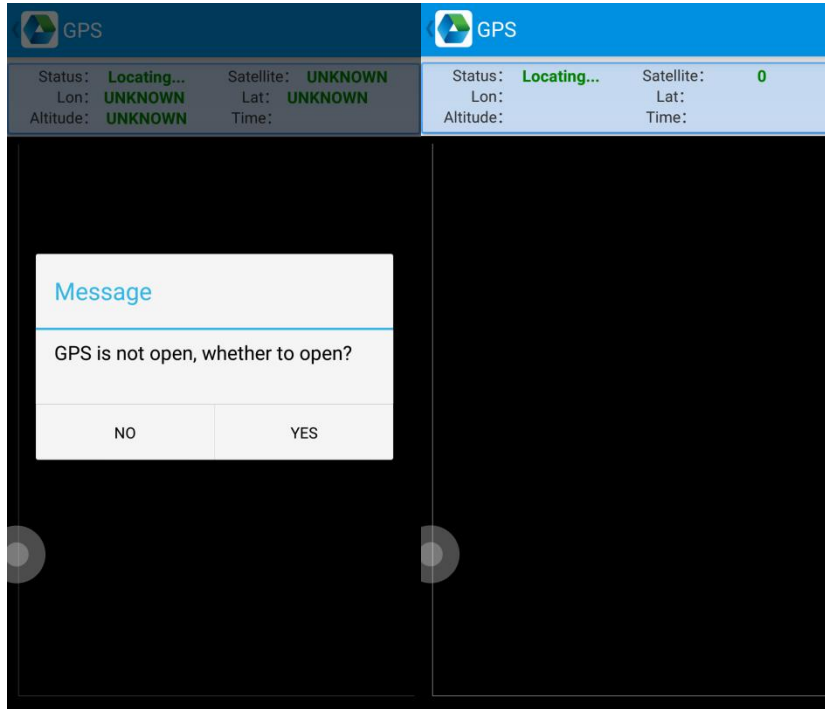 GPS
Status: Locating... Satellite: UNKNOWN
Lon: UNKNOWN Lat: UNKNOWN
Altitude: UNKNOWN Time:
Message
GPS is not open, whether to open?
NO YES
GPS
Status: Locating... Satellite: 0
Lon: Lat:
Altitude: Time: